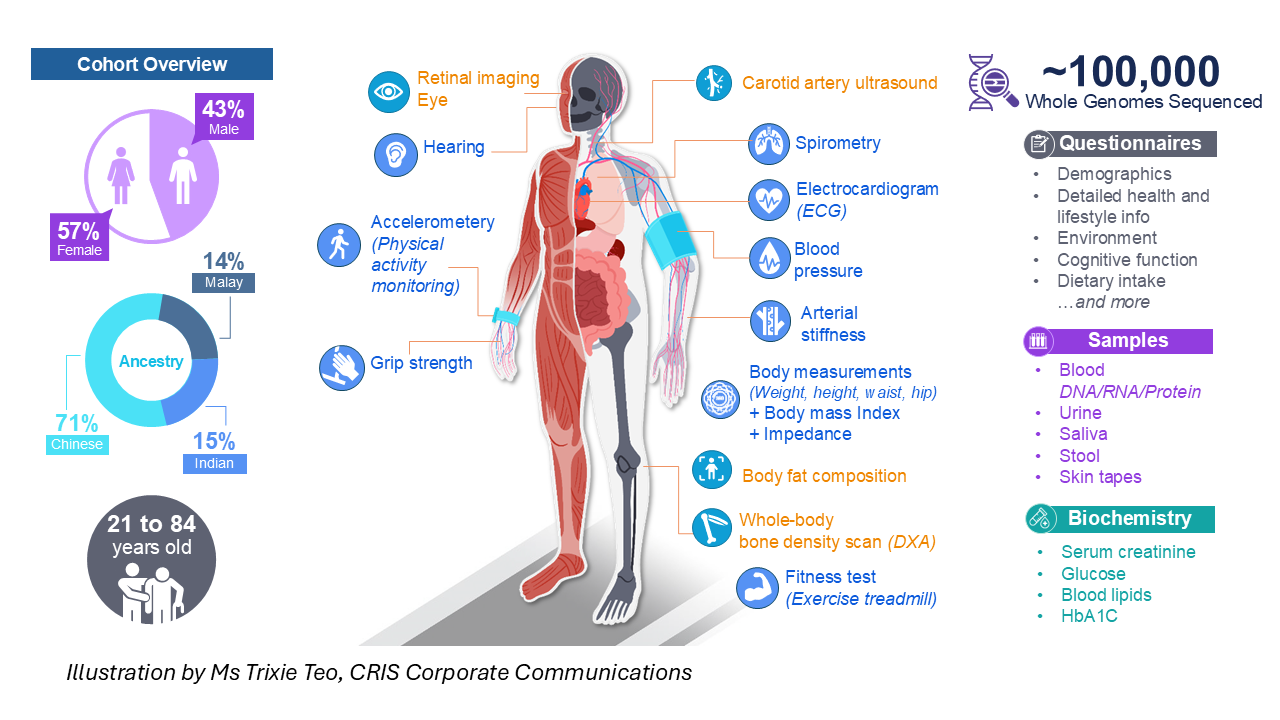 Cohort Overview
43%
Male
57%
Female
14%
Malay
Ancestry
71%
Chinese
15%
Indian
21 to 84
years old
Retinal imaging
Eye
Hearing
Accelerometery
(Physical
activity
monitoring)
Grip strength
Carotid artery ultrasound
Spirometry
Electrocardiogram
(ECG)
Blood
pressure
Arterial
stiffness
Body measurements
(Weight, height, waist, hip)
+ Body mass Index
+ Impedance
Body fat composition
Whole-body
bone density scan (DXA)
Fitness test
(Exercise treadmill)
~100,000
Whole Genomes Sequenced
Questionnaires
• Demographics
• Detailed health and
lifestyle info
• Environment
• Cognitive function
• Dietary intake
…and more
Samples
• Blood
DNA/RNA/Protein
• Urine
• Saliva
• Stool
• Skin tapes
Biochemistry
• Serum creatinine
• Glucose
• Blood lipids
• HbA1C
Illustration by Ms Trixie Teo, CRIS Corporate Communications